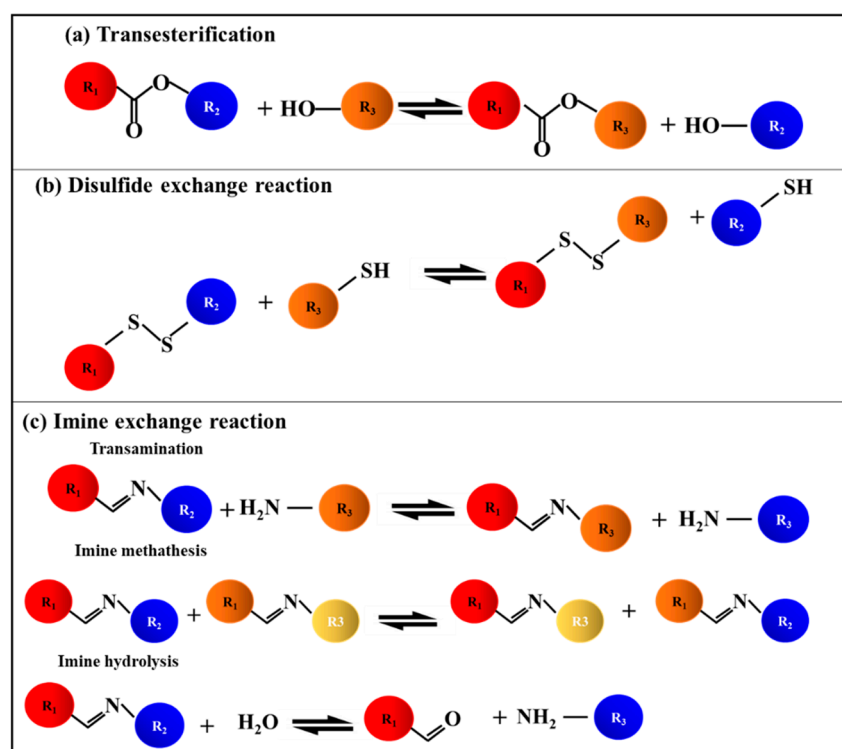 (a) Transesterification
R₁ O O R₂ + HO R₃ R₁ O O R₃ + HO R₂
(b) Disulfide exchange reaction
R₁ S S R₂ + R₃ SH R₁ S S R₃ + R₂ SH
(c) Imine exchange reaction
Transamination
R₁ N R₂ + H₂N R₃ R₁ N R₃ + H₂N R₃
Imine methathesis
R₁ N R₂ + R₁ N R3 R₁ N R3 + R₁ N R₂
Imine hydrolysis
R₁ N R₂ + H₂O R₁ O + NH₂ R₃